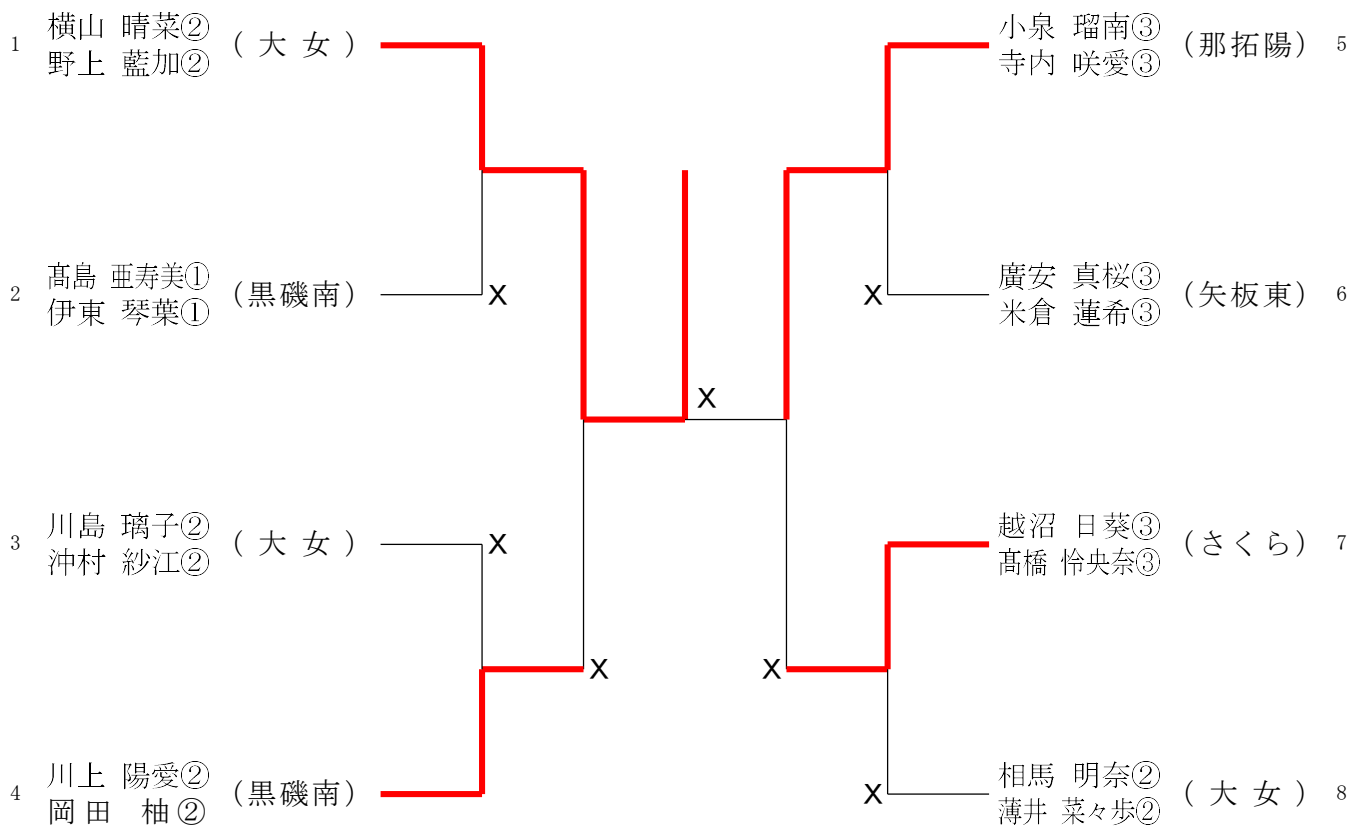 1 横山 晴菜② (大女)
野上 藍加②
2 髙島 亜寿美① (黒磯南)
伊東 琴葉①
x
3 川島 璃子② (大女)
沖村 紗江②
x
x
4 川上 陽愛② (黒磯南)
岡田 柚②
x
小泉 瑠南③ (那拓陽) 5
寺内 咲愛③
x
廣安 真桜③ (矢板東) 6
米倉 蓮希③
越沼 日葵③ (さくら) 7
髙橋 怜央奈③
x
x
相馬 明奈② (大女) 8
薄井 菜々歩②